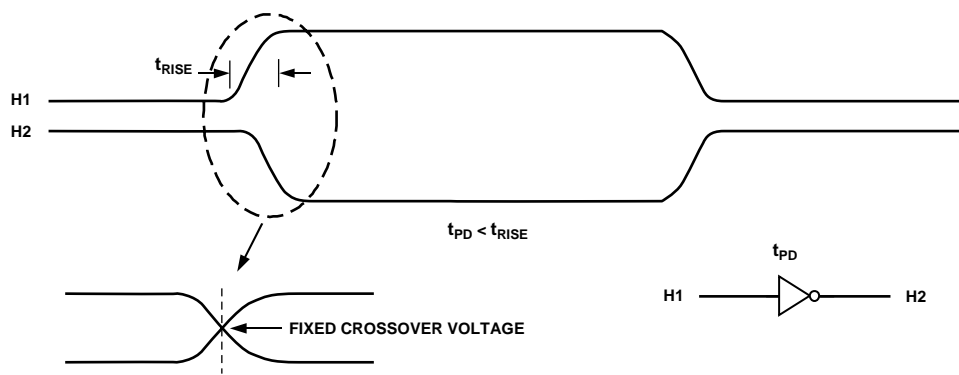 tRISE
H1
H2
tPD < tRISE
tPD
H1
H2
FIXED CROSSOVER VOLTAGE